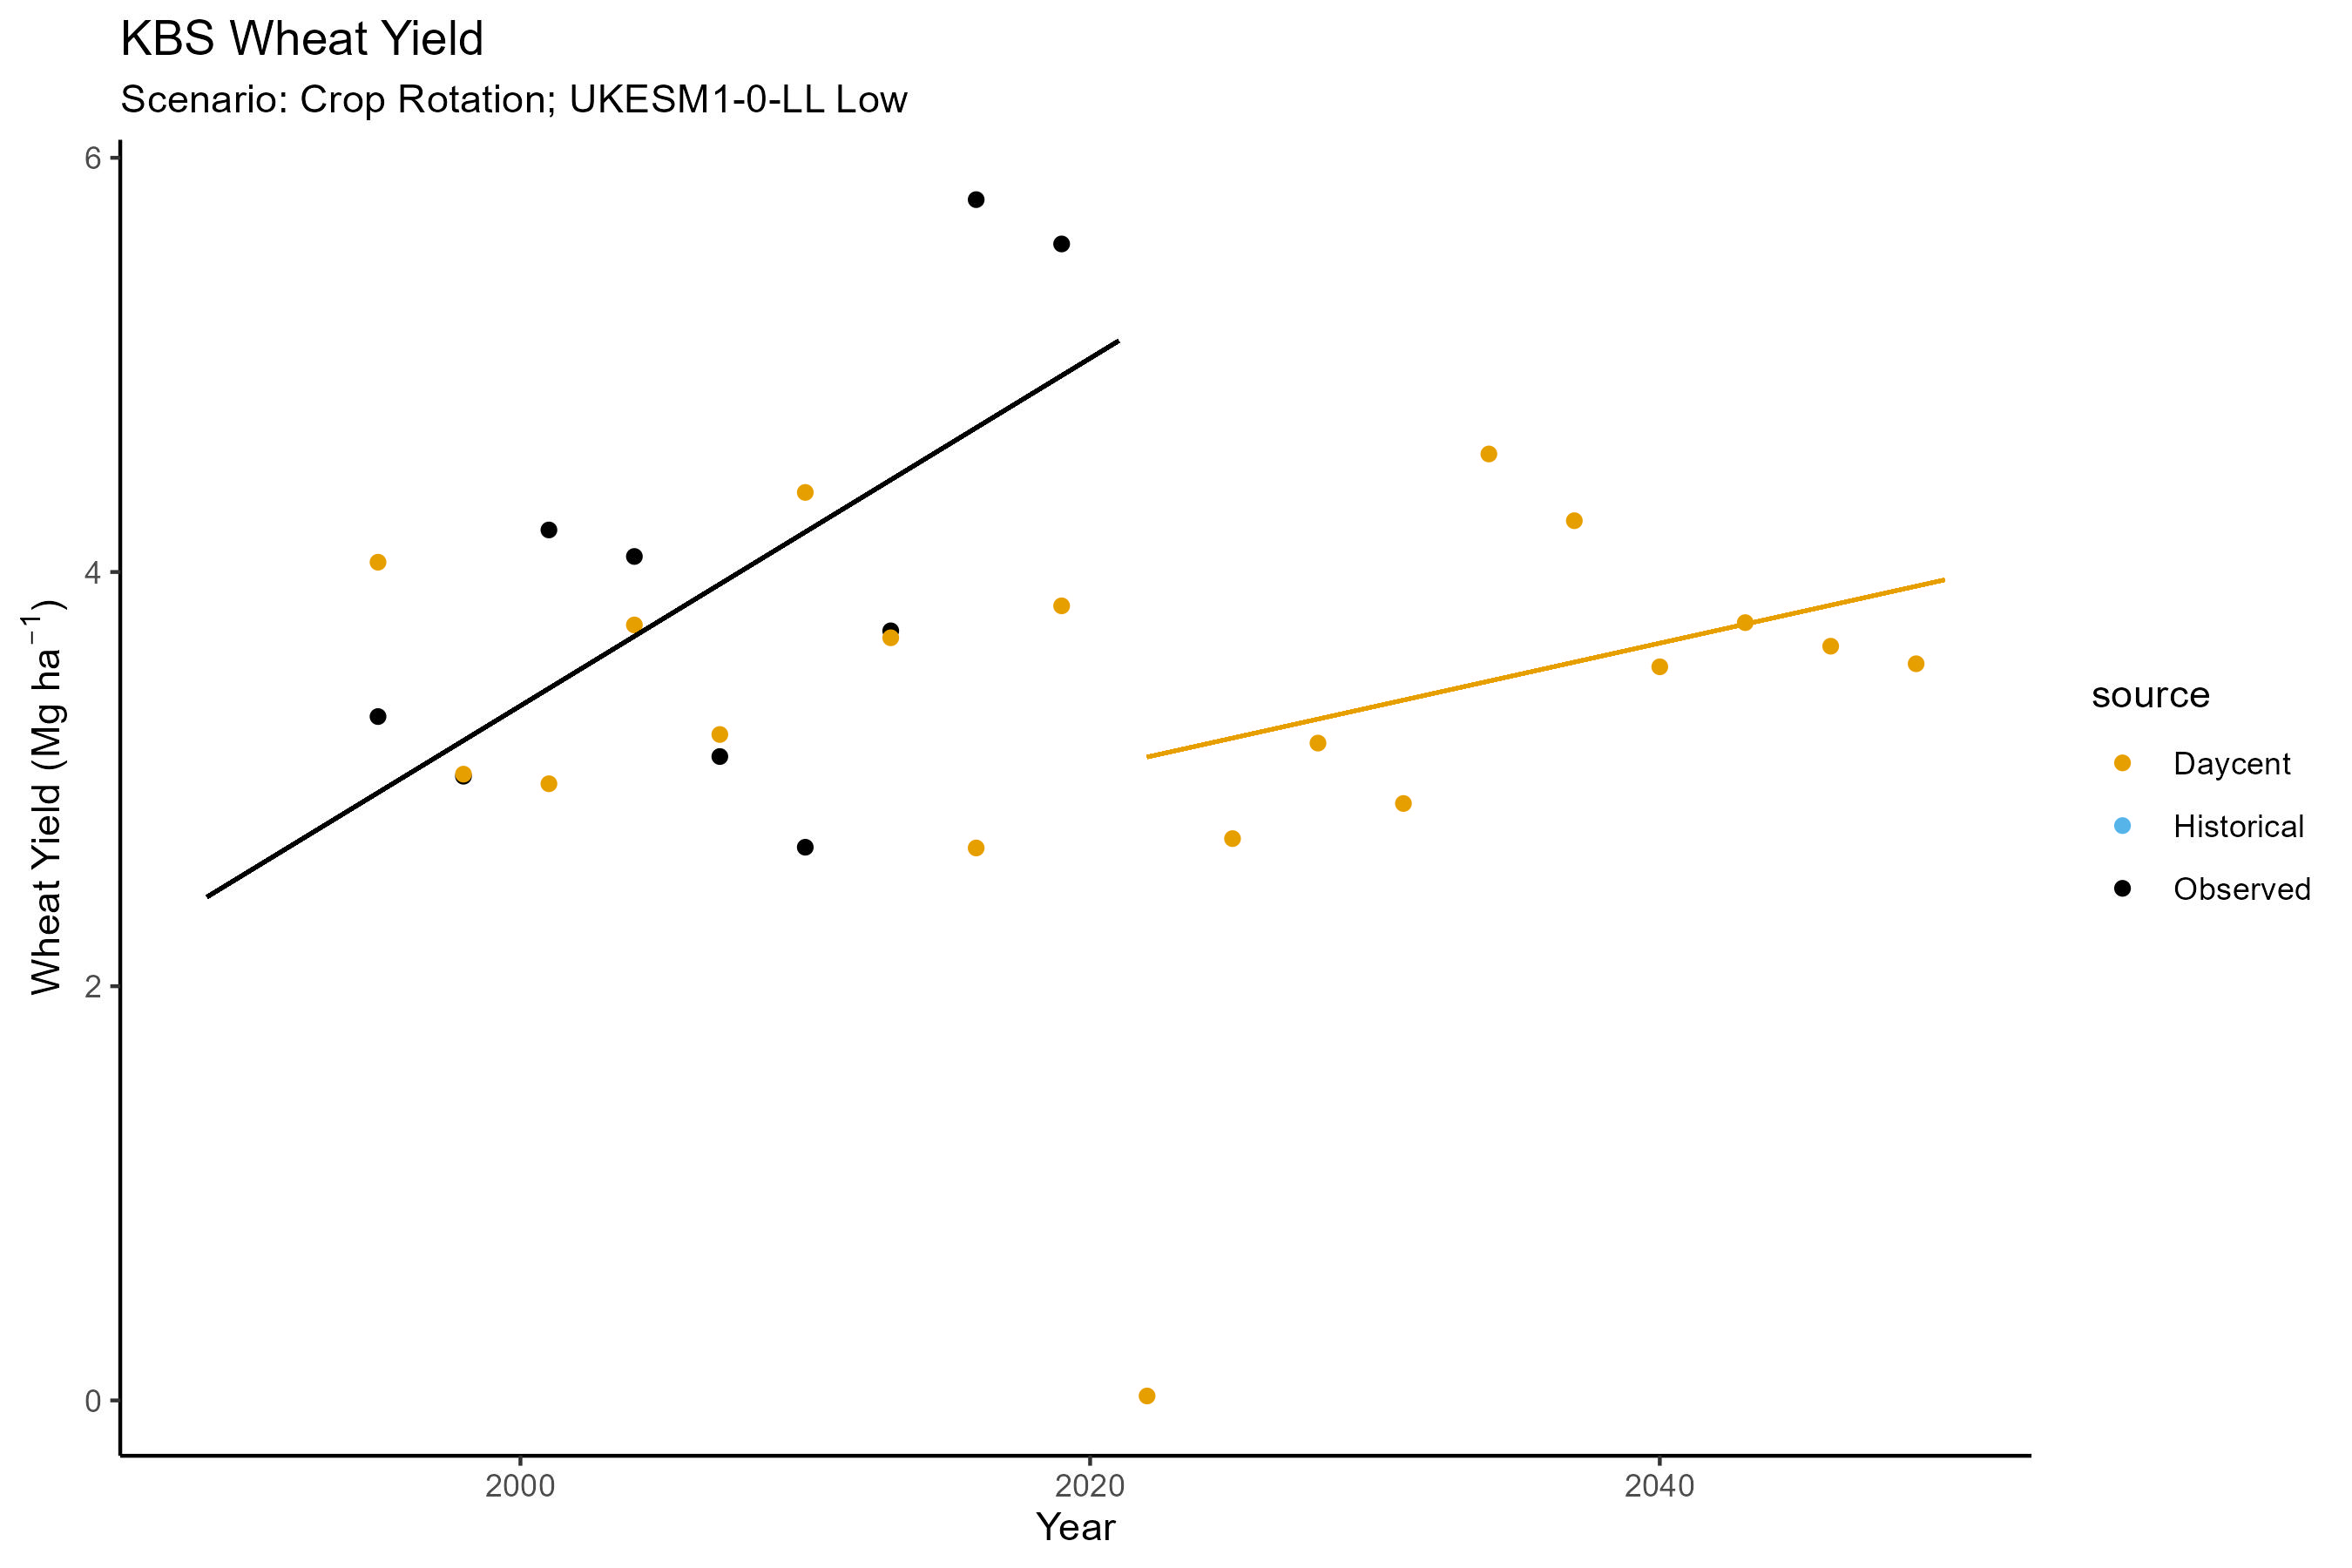 KBS Wheat Yield
Scenario: Crop Rotation; UKESM1-0-LL Low
6
4
2
0
Wheat Yield (Mg ha⁻¹)
2000 2020 2040
Year
source
Daycent
Historical
Observed